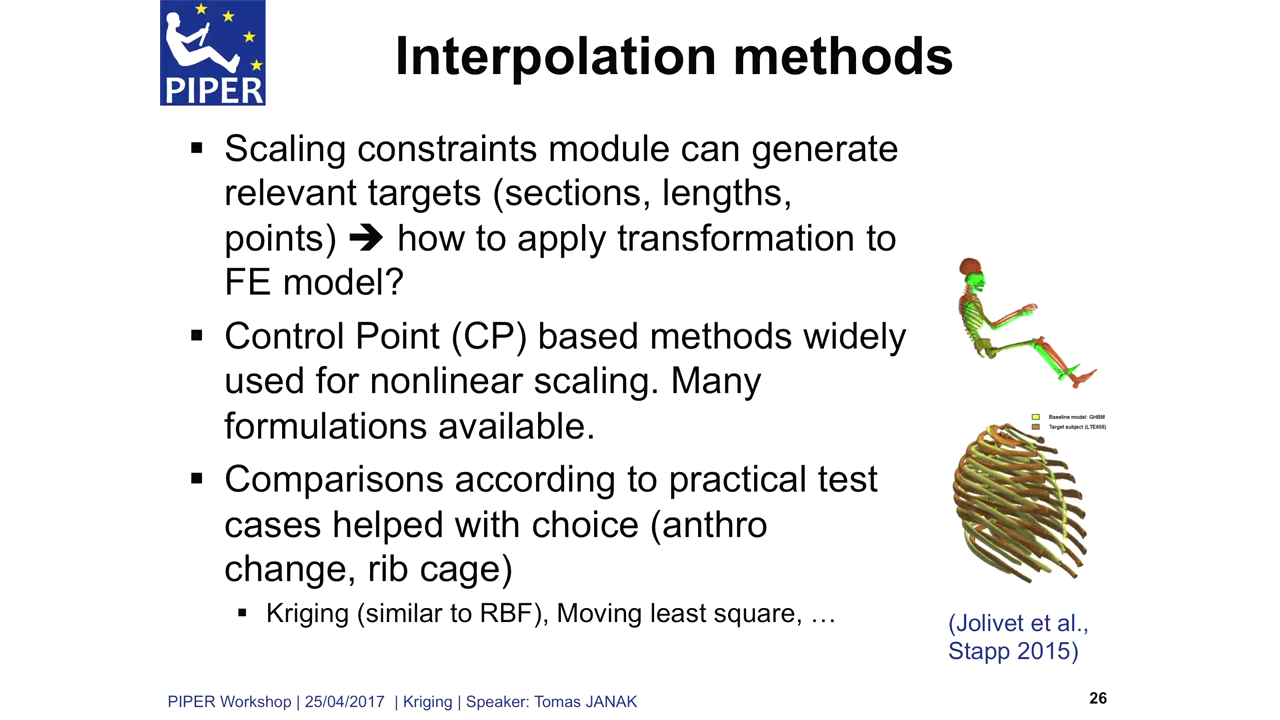 PIPER
Interpolation methods
▪ Scaling constraints module can generate
relevant targets (sections, lengths,
points) ➔ how to apply transformation to
FE model?
▪ Control Point (CP) based methods widely
used for nonlinear scaling. Many
formulations available.
▪ Comparisons according to practical test
cases helped with choice (anthro
change, rib cage)
▪ Kriging (similar to RBF), Moving least square, …
Baseline model: GHBM
Target subject (LTE605)
(Jolivet et al.,
Stapp 2015)
PIPER Workshop | 25/04/2017 | Kriging | Speaker: Tomas JANAK
26